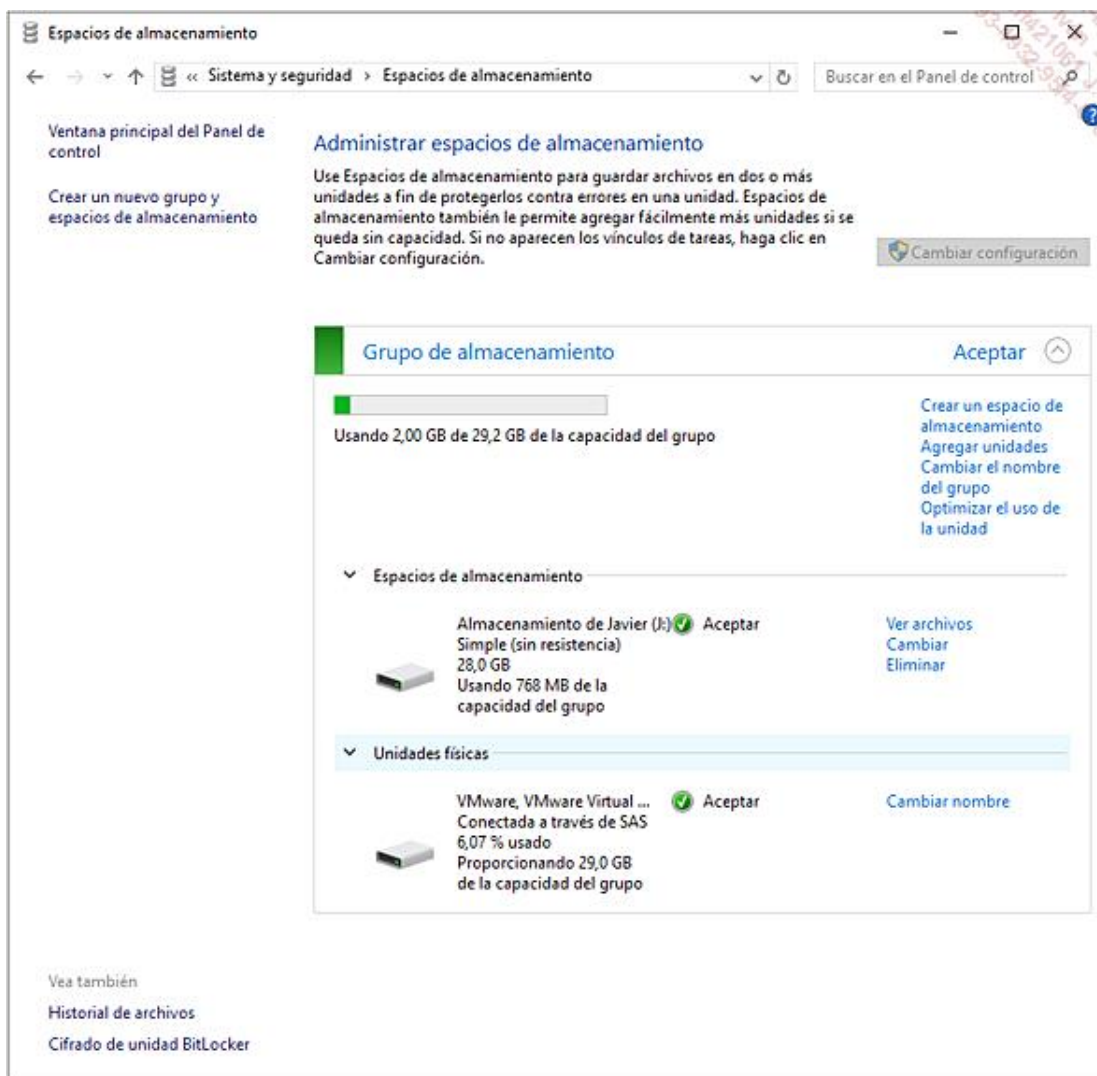 Espacios de almacenamiento
« Sistema y seguridad > Espacios de almacenamiento
Buscar en el Panel de control
Ventana principal del Panel de
control
Crear un nuevo grupo y
espacios de almacenamiento
Administrar espacios de almacenamiento
Use Espacios de almacenamiento para guardar archivos en dos o más
unidades a fin de protegerlos contra errores en una unidad. Espacios de
almacenamiento también le permite agregar fácilmente más unidades si se
queda sin capacidad. Si no aparecen los vínculos de tareas, haga clic en
Cambiar configuración.
Cambiar configuración
Grupo de almacenamiento
Aceptar
Usando 2,00 GB de 29,2 GB de la capacidad del grupo
Crear un espacio de
almacenamiento
Agregar unidades
Cambiar el nombre
del grupo
Optimizar el uso de
la unidad
Espacios de almacenamiento
Almacenamiento de Javier (J:)
Aceptar
Simple (sin resistencia)
28,0 GB
Usando 768 MB de la
capacidad del grupo
Ver archivos
Cambiar
Eliminar
Unidades físicas
VMware, VMware Virtual ...
Aceptar
Conectada a través de SAS
6,07 % usado
Proporcionando 29,0 GB
de la capacidad del grupo
Cambiar nombre
Vea también
Historial de archivos
Cifrado de unidad BitLocker